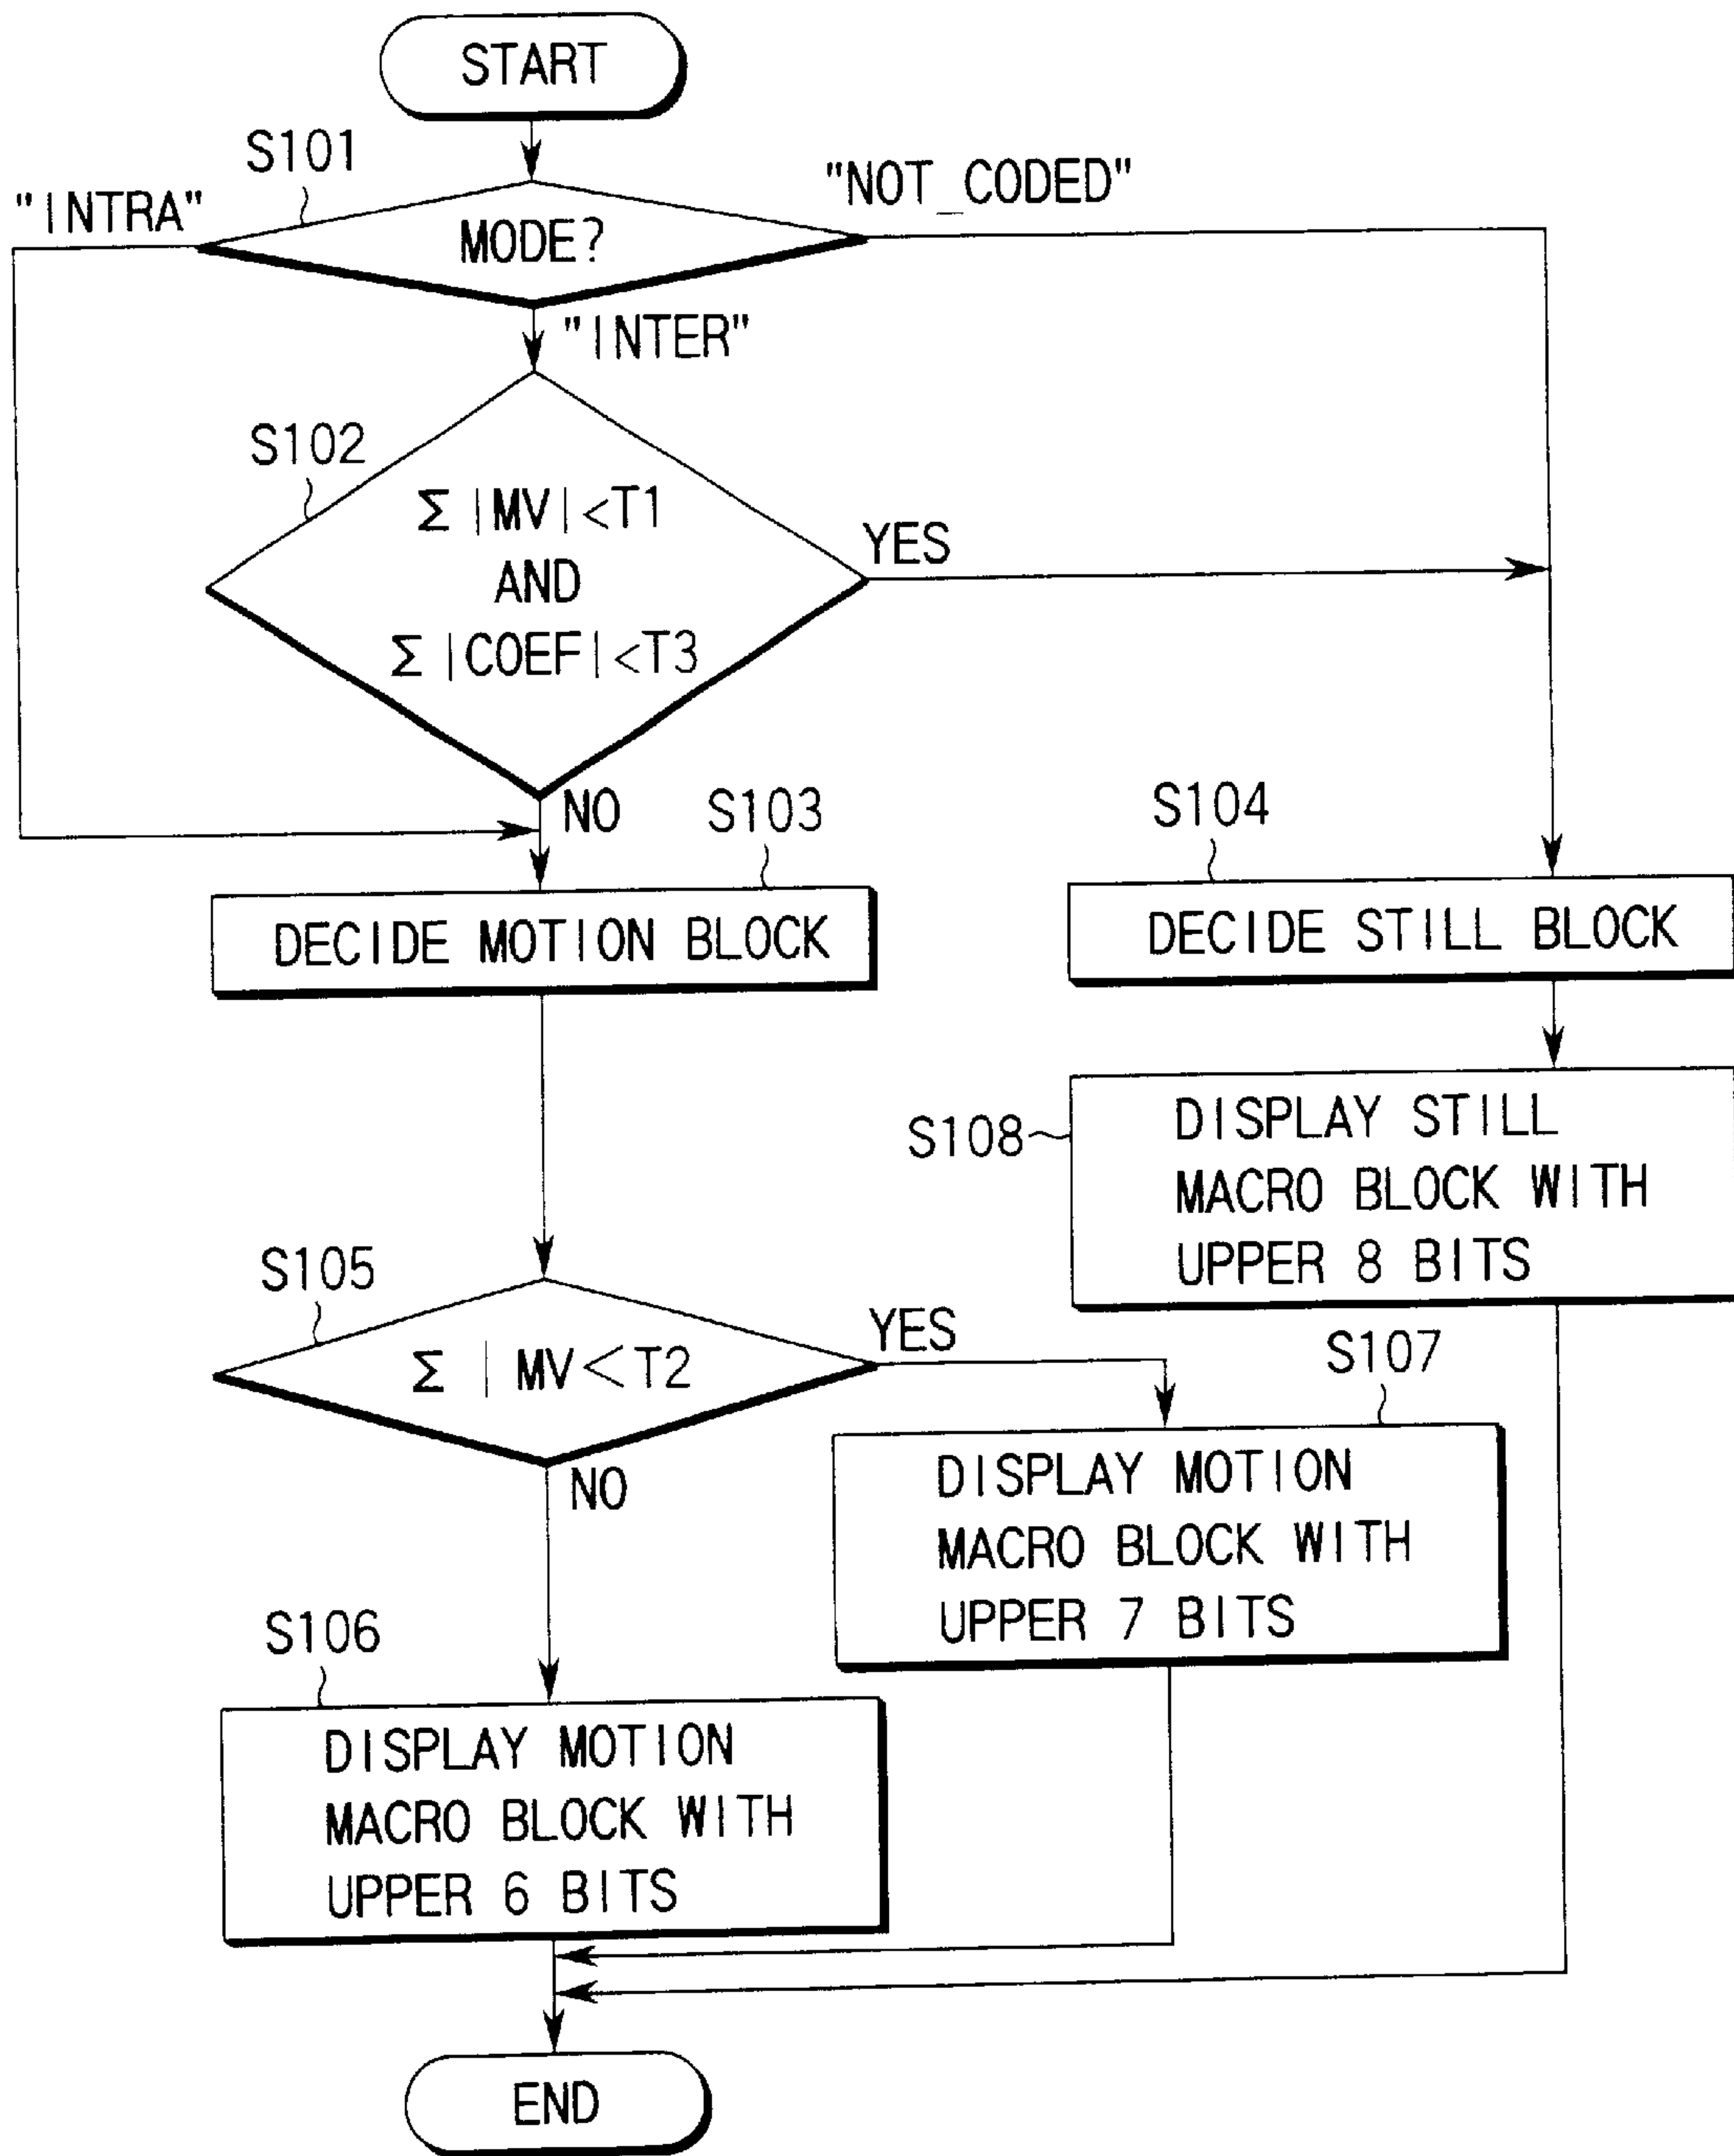 START
S101
"INTRA"
"NOT_CODED"
MODE?
"INTER"
S102
Σ |MV|<T1
AND
Σ |COEF|<T3
YES
NO
S103
S104
DECIDE MOTION BLOCK
DECIDE STILL BLOCK
S108
DISPLAY STILL
MACRO BLOCK WITH
UPPER 8 BITS
S105
Σ | MV<T2
YES
NO
S107
DISPLAY MOTION
MACRO BLOCK WITH
UPPER 7 BITS
S106
DISPLAY MOTION
MACRO BLOCK WITH
UPPER 6 BITS
END